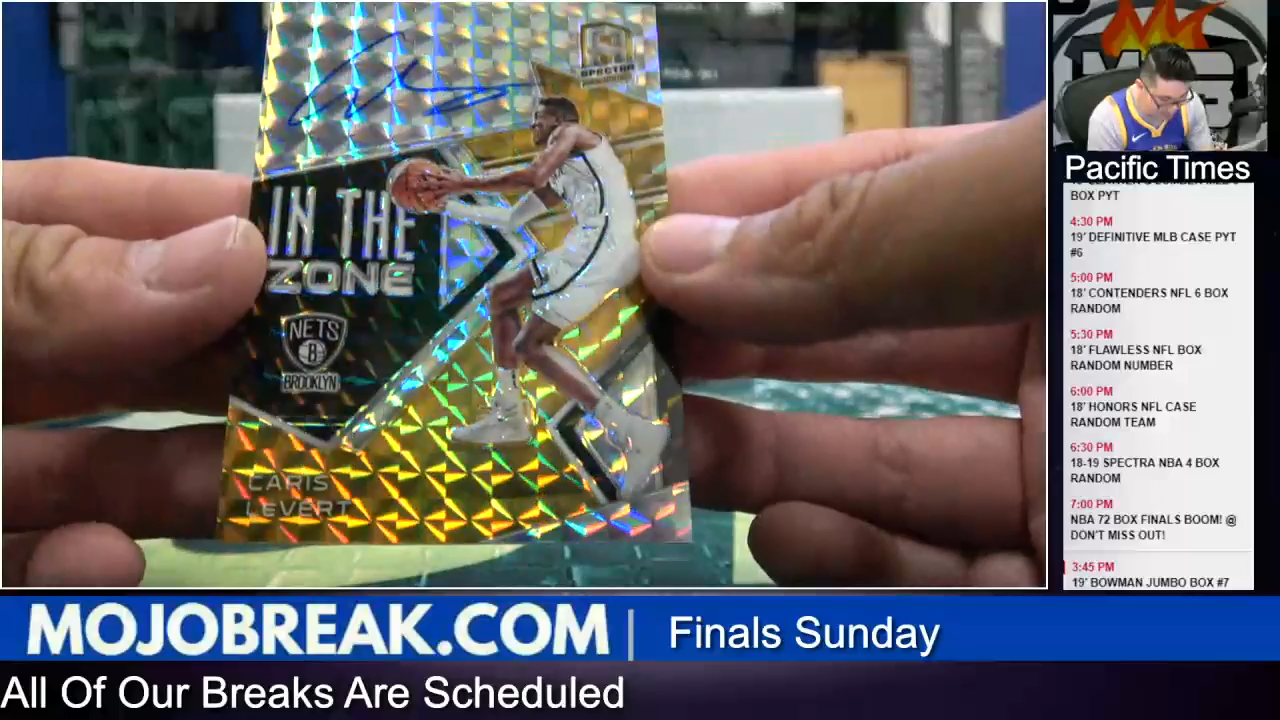 SPECTRA
IN THE
ZONE
NETS
B
BROOKLYN
CARIS
LEVERT
Pacific Times
BOX PYT
4:30 PM
19' DEFINITIVE MLB CASE PYT
#6
5:00 PM
18' CONTENDERS NFL 6 BOX
RANDOM
5:30 PM
18' FLAWLESS NFL BOX
RANDOM NUMBER
6:00 PM
18' HONORS NFL CASE
RANDOM TEAM
6:30 PM
18-19 SPECTRA NBA 4 BOX
RANDOM
7:00 PM
NBA 72 BOX FINALS BOOM! @
DON'T MISS OUT!
3:45 PM
19' BOWMAN JUMBO BOX #7
MOJOBREAK.COM | Finals Sunday
All Of Our Breaks Are Scheduled